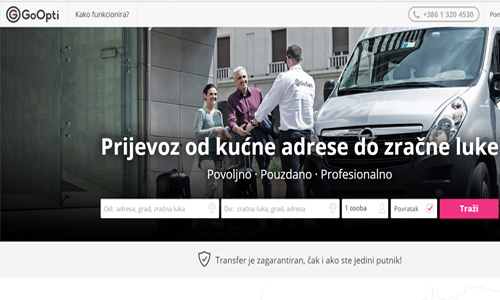 GoOpti Kako funkcionira? +386 1 320 4530
GoOpti
Prijevoz od kućne adrese do zračne luke
Povoljno · Pouzdano · Profesionalno
Od: adresa, grad, zračna luka Do: zračna luka, grad, adresa, 1 osoba Povratak Traži
Transfer je zagarantiran, čak i ako ste jedini putnik!